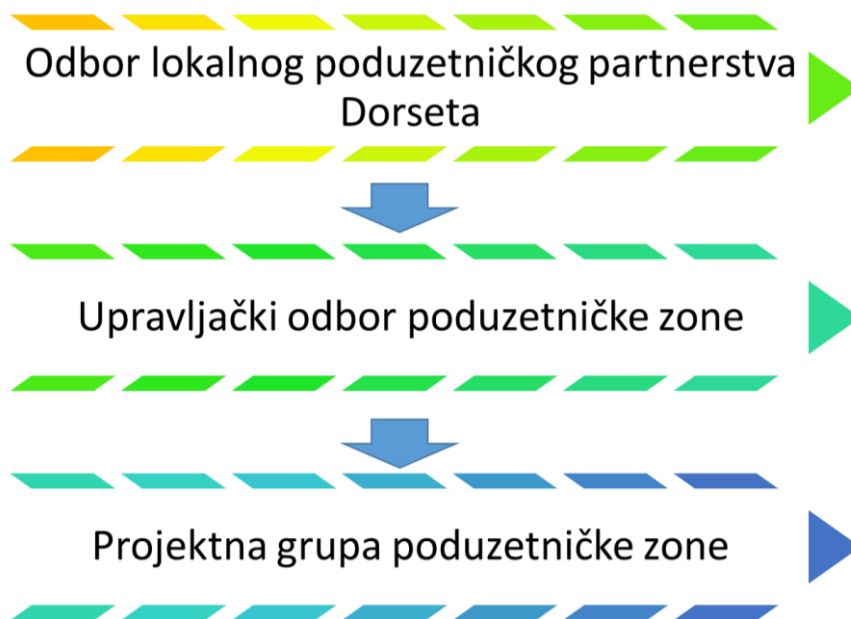 Odbor lokalnog poduzetničkog partnerstva
Dorseta
Upravljački odbor poduzetničke zone
Projektna grupa poduzetničke zone